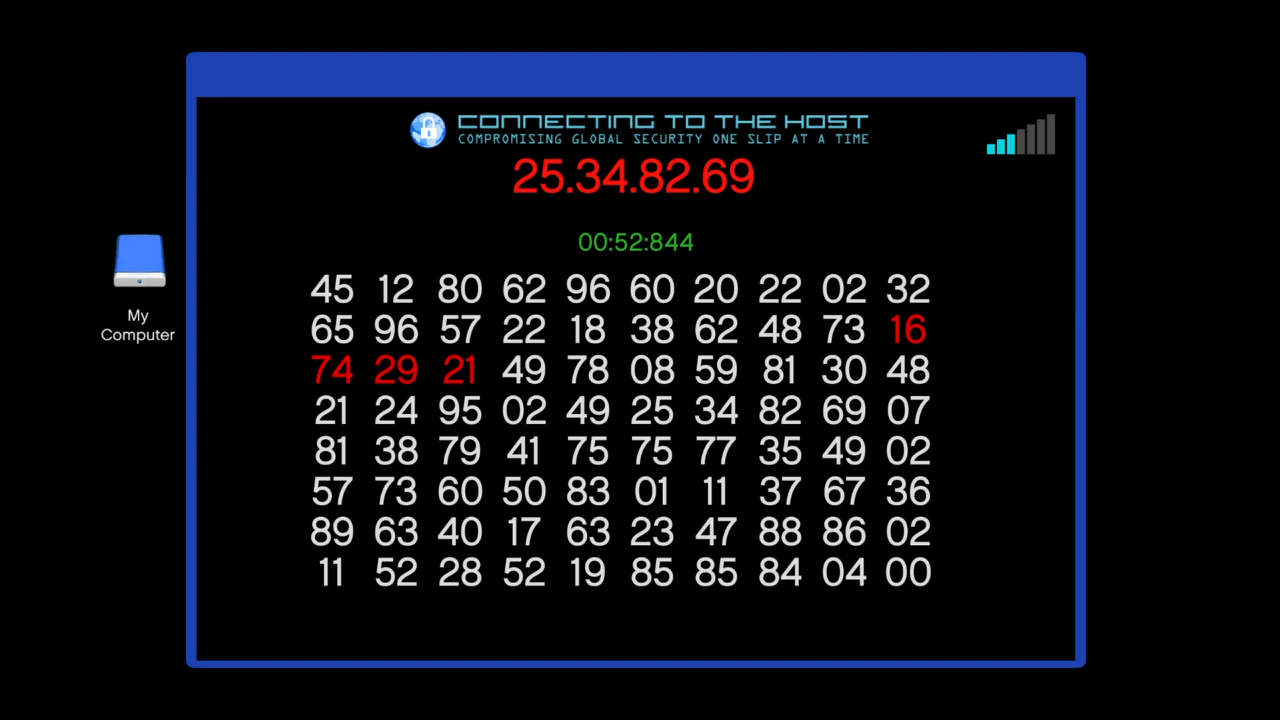 CONNECTING TO THE HOST
COMPROMISING GLOBAL SECURITY ONE SLIP AT A TIME
25.34.82.69
00:52:844
45 12 80 62 96 60 20 22 02 32
65 96 57 22 18 38 62 48 73 16
74 29 21 49 78 08 59 81 30 48
21 24 95 02 49 25 34 82 69 07
81 38 79 41 75 75 77 35 49 02
57 73 60 50 83 01 11 37 67 36
89 63 40 17 63 23 47 88 86 02
11 52 28 52 19 85 85 84 04 00
My
Computer